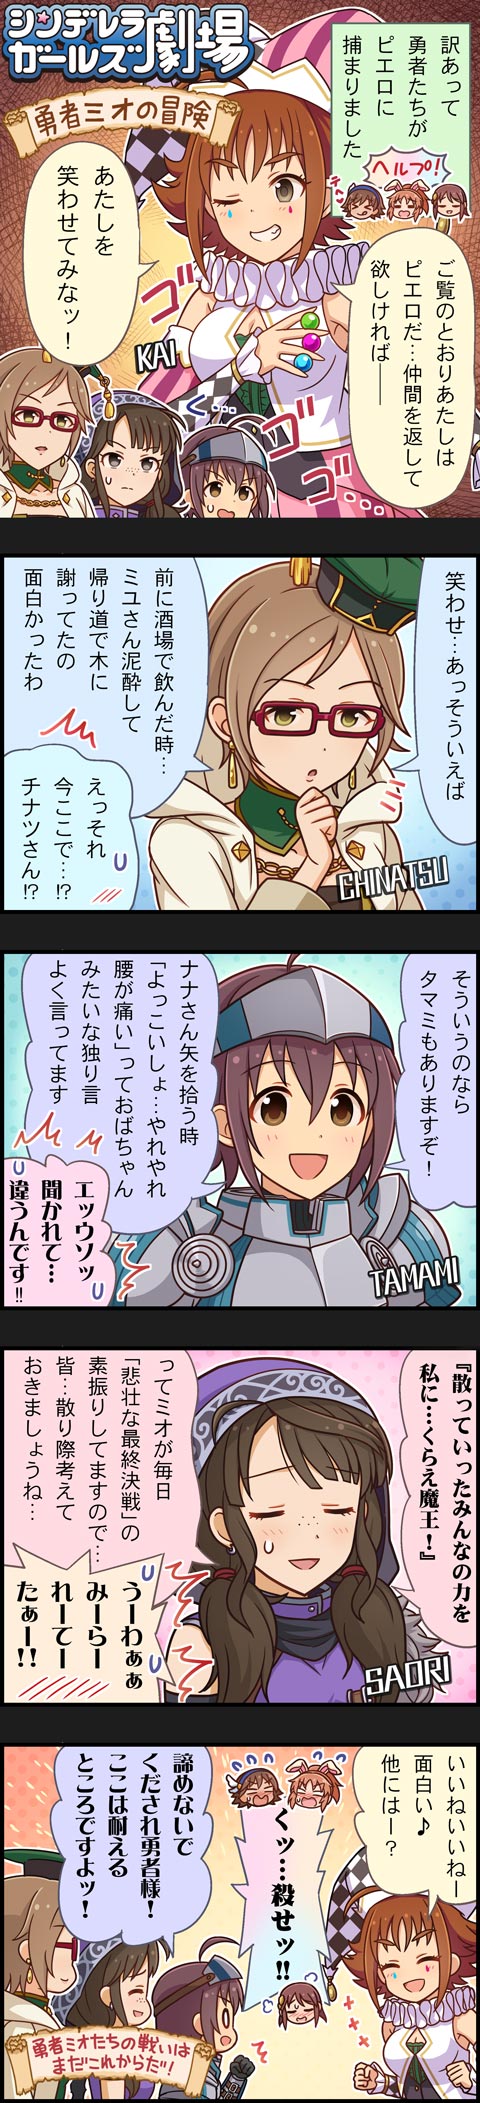 シンデレラ
ガールズ劇場
勇者ミオの冒険
訳あって
勇者たちが
ピエロに
捕まりました
ヘルプ!
ご覧のとおりあたしは
ピエロだ…仲間を返して
欲しければ――
あたしを
笑わせてみなッ!
ゴ
ゴ
ゴ…
KAI
くっ…
笑わせ…あっそういえば
前に酒場で飲んだ時…
ミユさん泥酔して
帰り道で木に
謝ってたの
面白かったわ
えっそれ
今ここで…!?
チナツさん!?
CHINATSU
そういうのなら
タマミもありますぞ!
ナナさん矢を拾う時
「よっこいしょ…やれやれ
腰が痛い」っておばちゃん
みたいな独り言
よく言ってます
エッウソッ
聞かれて…
違うんです!!
TAMAMI
『散っていったみんなの力を
私に…くらえ魔王!』
ってミオが毎日
「悲壮な最終決戦」の
素振りしてますので…
皆…散り際考えて
おきましょうね…
うーわぁぁ
みーらー
れーてー
たぁー!!
SAORI
いいねいいねー
面白い♪
他にはー?
くッ…殺せッ!!
諦めないで
くだされ勇者様!
ここは耐える
ところですよッ!
勇者ミオたちの戦いは
まだこれからだ!